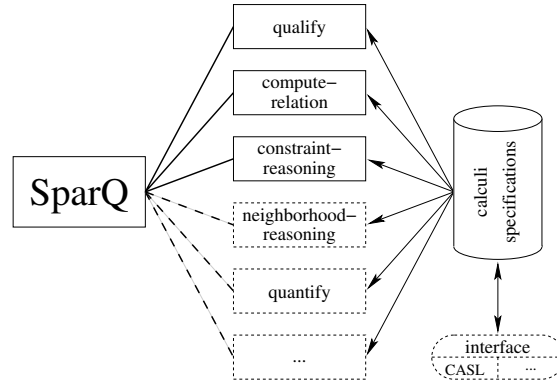 qualify
compute–
relation
constraint–
reasoning
SparQ
neighborhood–
reasoning
quantify
...
calculi
specifications
interface
CASL
...